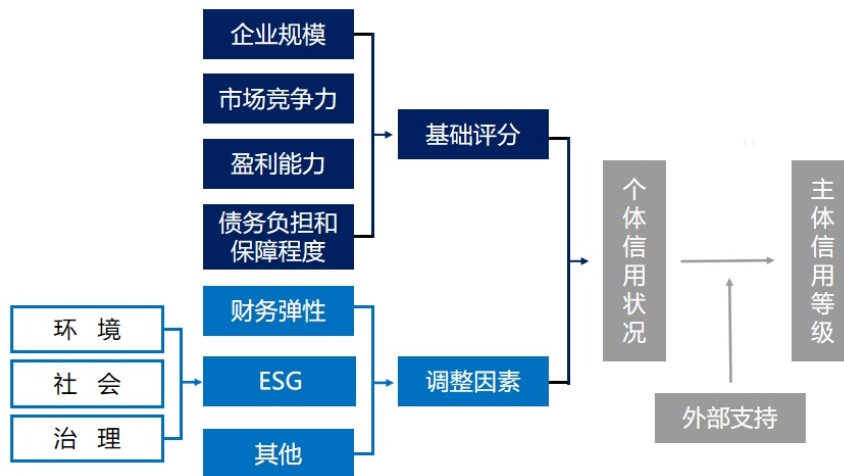 企业规模
市场竞争力
盈利能力
债务负担和
保障程度
基础评分
环 境
社 会
治 理
财务弹性
ESG
其他
调整因素
个体信用状况
外部支持
主体信用等级